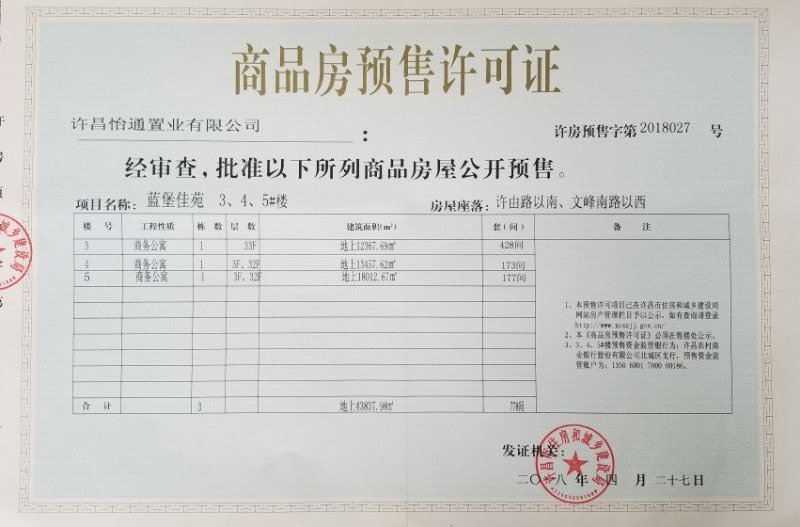 商品房预售许可证
许昌怡通置业有限公司：
许房预售字第2018027号
经审查，批准以下所列商品房屋公开预售。
项目名称：蓝堡佳苑 3、4、5#楼
房屋座落：许由路以南、文峰南路以西
楼号 工程性质 栋数 层数 建筑面积(m²) 套(间) 备注
3 商务公寓 1 33F 地上12367.69㎡ 428间
4 商务公寓 1 3F、32F 地上13457.62㎡ 173间
5 商务公寓 1 3F、32F 地上18012.67㎡ 177间
1、本预售许可项目已在许昌市住房和城乡建设局
网站房产管理栏目予以公示，如有查询请登录
http://www.xcszjj.gov.cn/
2、本《商品房预售许可证》必须在售楼处公示。
3、3、4、5#楼预售资金监管银行为：许昌农村商
业银行股份有限公司北城区支行，预售资金监
管账户为：1356 6901 7000 00186。
合计 3 地上43837.98㎡ 778间
发证机关：
二〇一八年 四月 二十七日
许昌市住房和城乡建设局